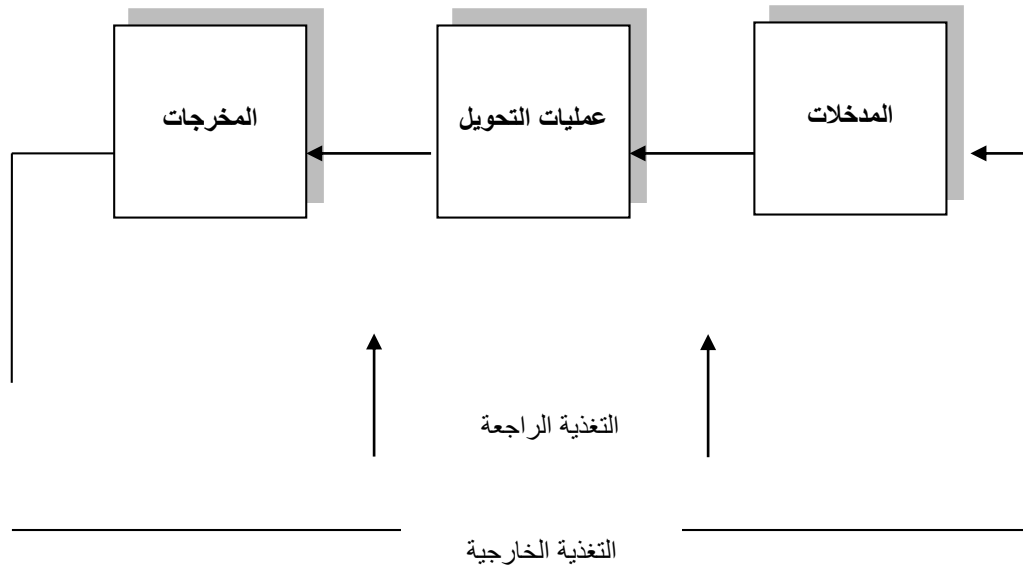 المدخلات
عمليات التحويل
المخرجات
التغذية الراجعة
التغذية الخارجية